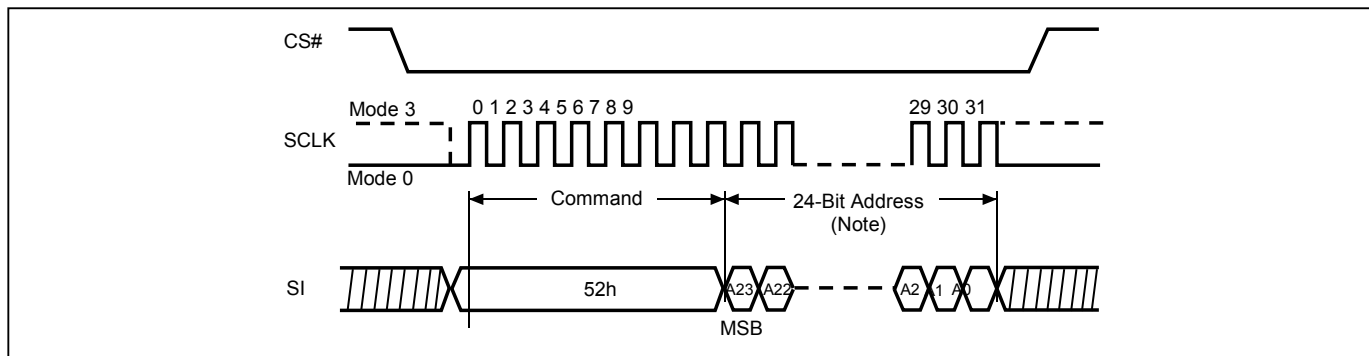 CS#
Mode 3
0 1 2 3 4 5 6 7 8 9
29 30 31
SCLK
Mode 0
Command
24-Bit Address
(Note)
SI
52h
A23
A22
A2
A1
A0
MSB